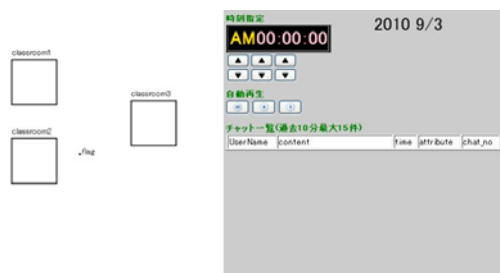 classroom1
classroom2
classroom3
flag
時刻指定
2010 9/3
AM00:00:00
自動再生
チャット一覧(過去10分最大15件)
UserName content time attribute chat_no